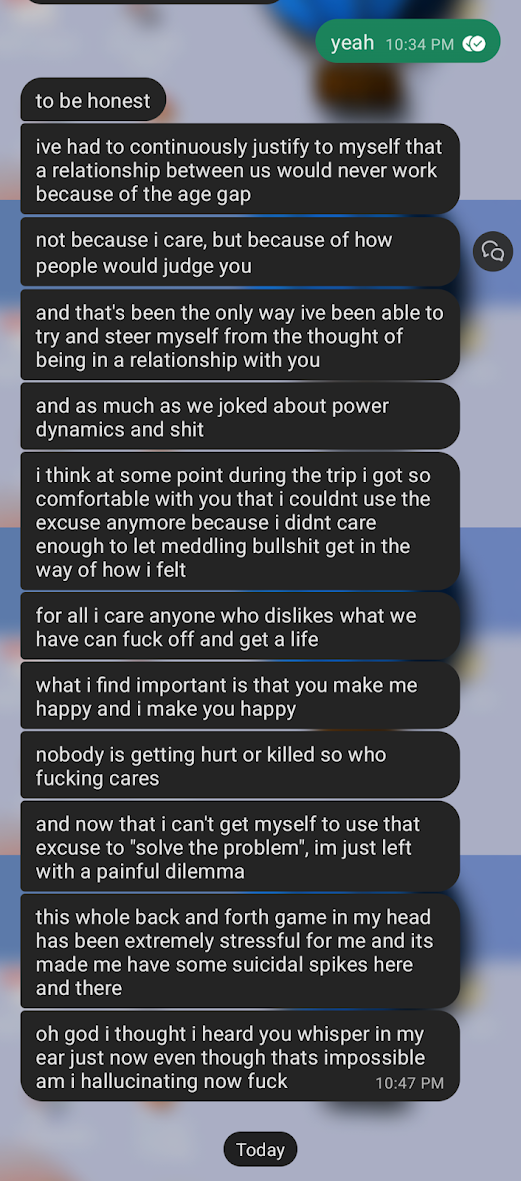 yeah 10:34 PM
to be honest
ive had to continuously justify to myself that
a relationship between us would never work
because of the age gap
not because i care, but because of how
people would judge you
and that's been the only way ive been able to
try and steer myself from the thought of
being in a relationship with you
and as much as we joked about power
dynamics and shit
i think at some point during the trip i got so
comfortable with you that i couldnt use the
excuse anymore because i didnt care
enough to let meddling bullshit get in the
way of how i felt
for all i care anyone who dislikes what we
have can fuck off and get a life
what i find important is that you make me
happy and i make you happy
nobody is getting hurt or killed so who
fucking cares
and now that i can't get myself to use that
excuse to "solve the problem", im just left
with a painful dilemma
this whole back and forth game in my head
has been extremely stressful for me and its
made me have some suicidal spikes here
and there
oh god i thought i heard you whisper in my
ear just now even though thats impossible
am i hallucinating now fuck 10:47 PM
Today